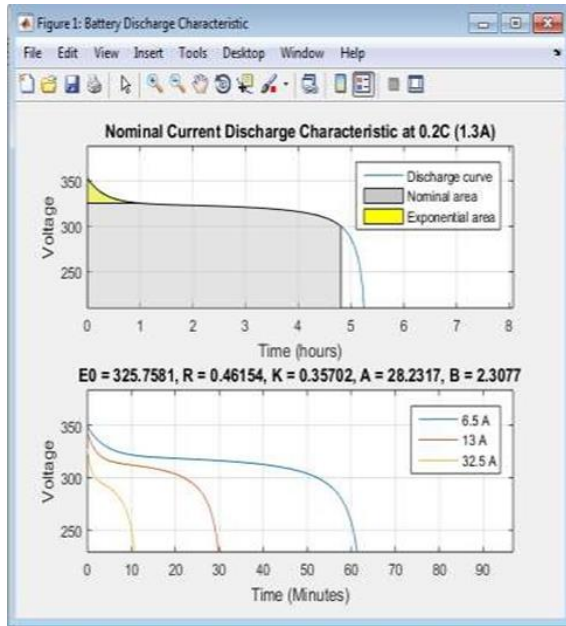 Figure 1: Battery Discharge Characteristic
File Edit View Insert Tools Desktop Window Help
Nominal Current Discharge Characteristic at 0.2C (1.3A)
Discharge curve
Nominal area
Exponential area
Voltage
350
300
250
0 1 2 3 4 5 6 7 8
Time (hours)
E0 = 325.7581, R = 0.46154, K = 0.35702, A = 28.2317, B = 2.3077
6.5 A
13 A
32.5 A
Voltage
350
300
250
0 10 20 30 40 50 60 70 80 90
Time (Minutes)